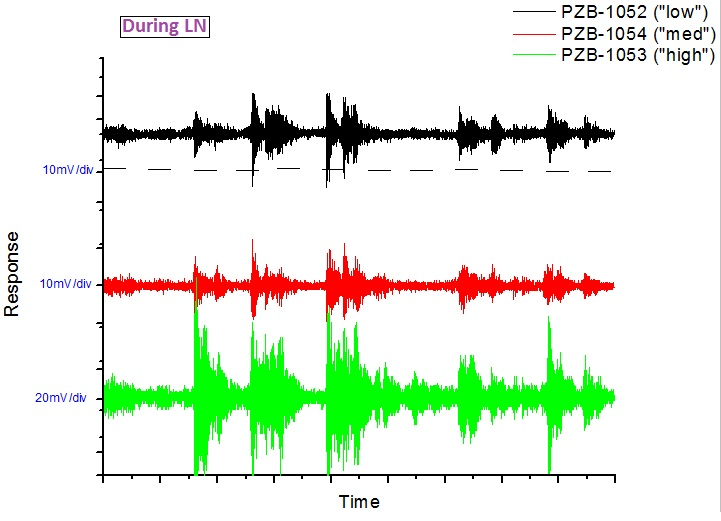 During LN
PZB-1052 ("low")
PZB-1054 ("med")
PZB-1053 ("high")
10mV/div
10mV/div
20mV/div
Response
Time